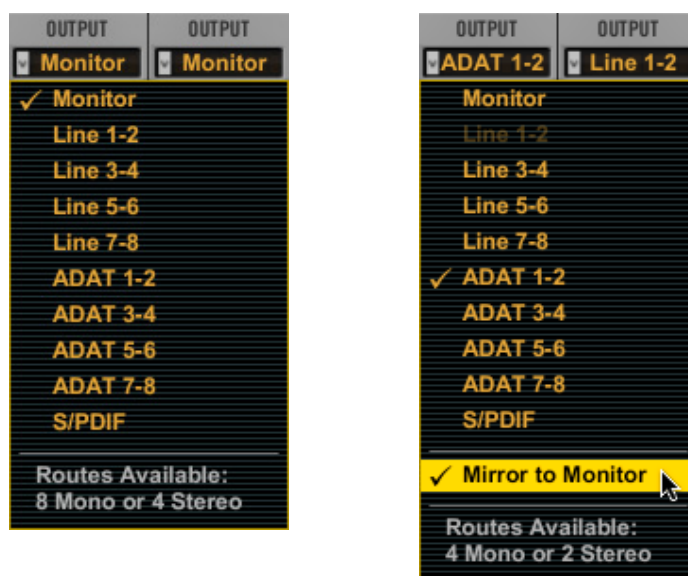 OUTPUT OUTPUT
Monitor Monitor
Monitor
Line 1-2
Line 3-4
Line 5-6
Line 7-8
ADAT 1-2
ADAT 3-4
ADAT 5-6
ADAT 7-8
S/PDIF
Routes Available:
8 Mono or 4 Stereo
OUTPUT OUTPUT
ADAT 1-2 Line 1-2
Monitor
Line 1-2
Line 3-4
Line 5-6
Line 7-8
ADAT 1-2
ADAT 3-4
ADAT 5-6
ADAT 7-8
S/PDIF
Mirror to Monitor
Routes Available:
4 Mono or 2 Stereo